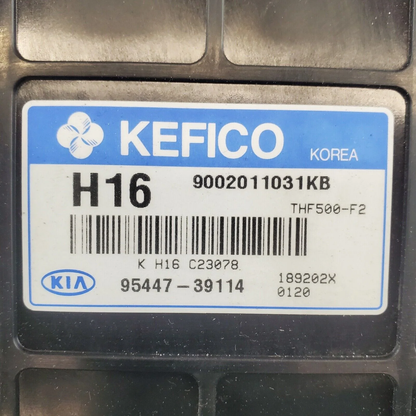 KEFICO KOREA
H16 9002011031KB
THF500-F2
K H16 C23078
KIA 95447-39114 189202X
0120